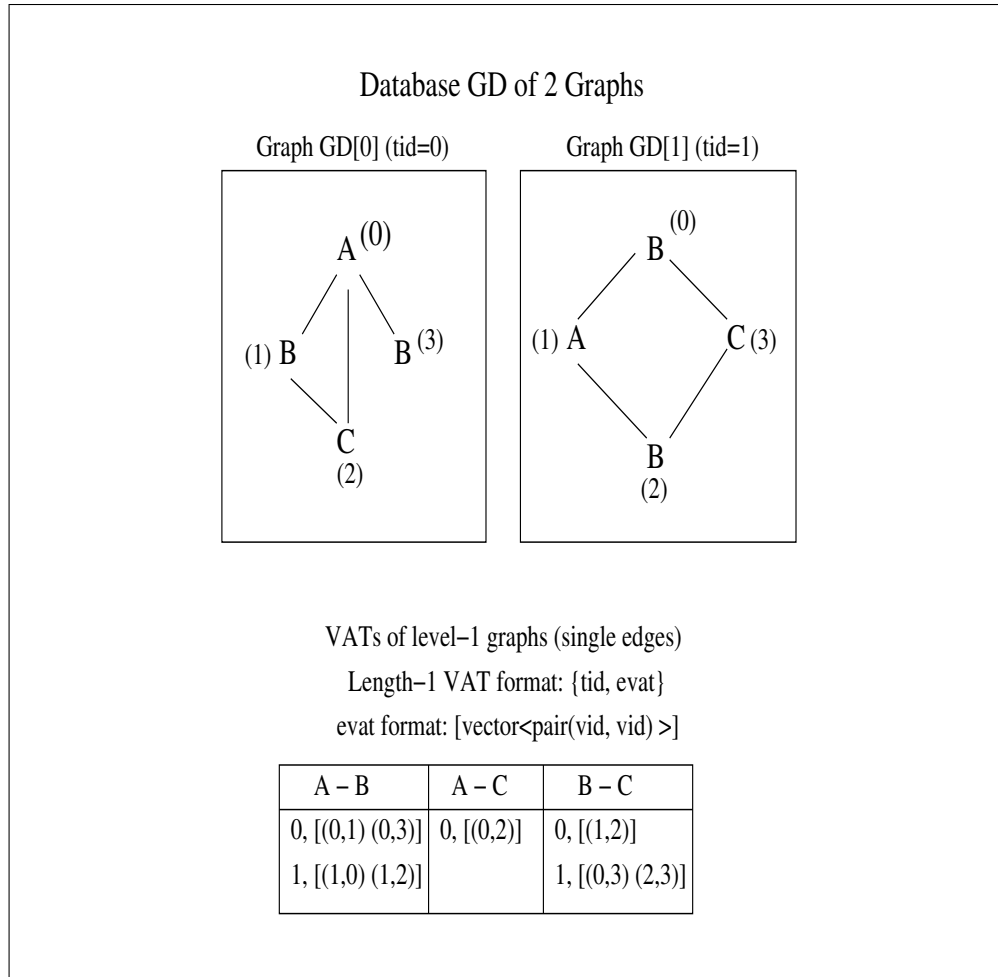 Database GD of 2 Graphs
Graph GD[0] (tid=0) Graph GD[1] (tid=1)
A (0)
(1) B
B (3)
C
(2)
B (0)
(1) A
C (3)
B
(2)
VATs of level−1 graphs (single edges)
Length−1 VAT format: {tid, evat}
evat format: [vector<pair(vid, vid) >]
A – B A – C B – C
0, [(0,1) (0,3)] 0, [(0,2)] 0, [(1,2)]
1, [(1,0) (1,2)] 1, [(0,3) (2,3)]